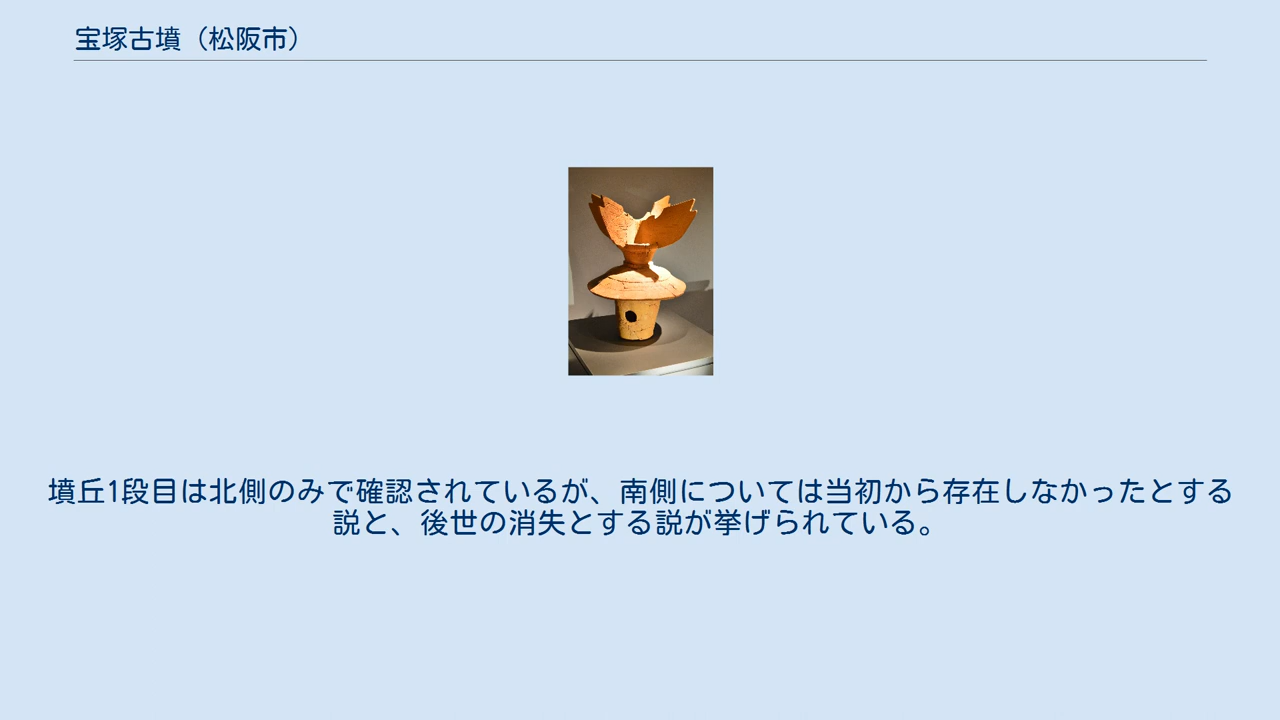 宝塚古墳（松阪市）
墳丘1段目は北側のみで確認されているが、南側については当初から存在しなかったとする
説と、後世の消失とする説が挙げられている。